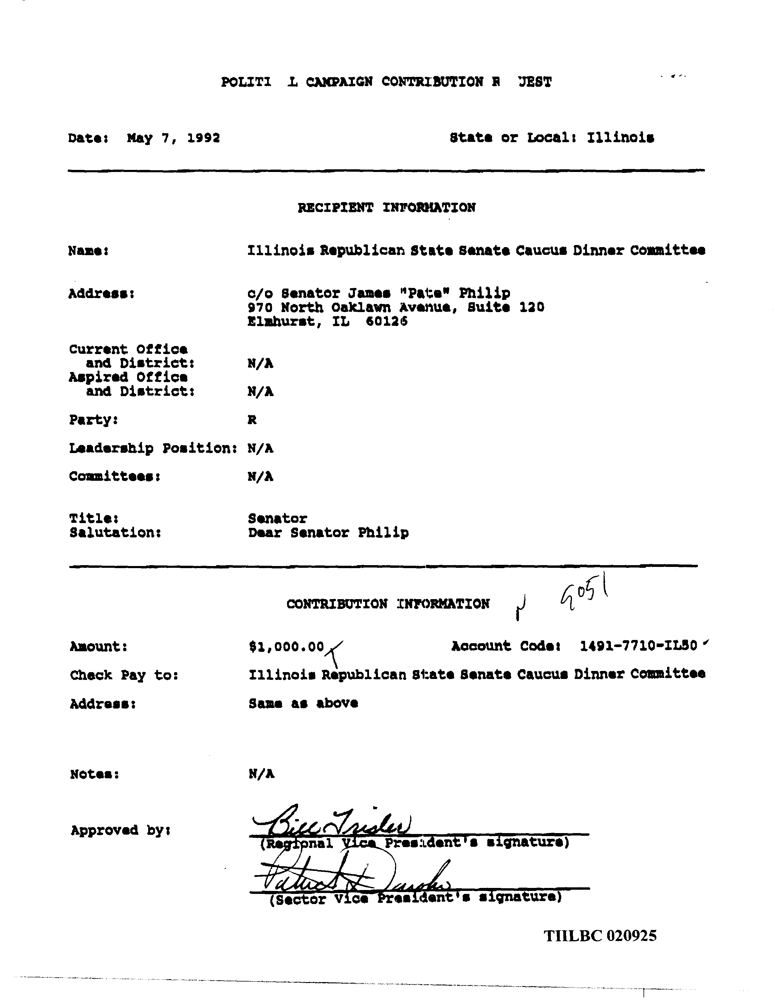 POLITI L CAMPAIGN CONTRIBUTION R UEST
Date: May 7, 1992 State or Local: Illinois
RECIPIENT INFORMATION
Name: Illinois Republican State Senate Caucus Dinner Committee
Address: c/o Senator James "Pate" Philip
970 North Oaklawn Avenue, Suite 120
Elmhurst, IL 60126
Current Office
and District: N/A
Aspired Office
and District: N/A
Party: R
Leadership Position: N/A
Committees: N/A
Title: Senator
Salutation: Dear Senator Philip
CONTRIBUTION INFORMATION 9051
Amount: $1,000.00 Account Code: 1491-7710-IL50
Check Pay to: Illinois Republican State Senate Caucus Dinner Committee
Address: Same as above
Notes: N/A
Approved by: Bill Trisler
(Regional Vice President's signature)
(Sector Vice President's signature)
TIILBC 020925